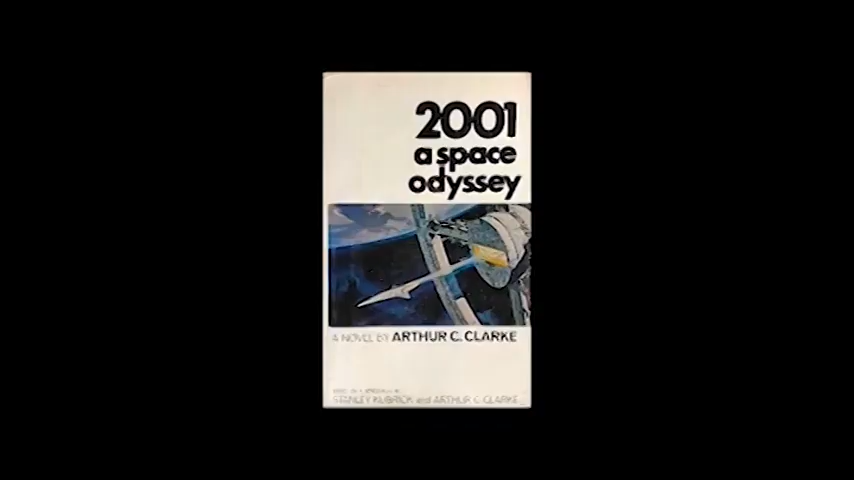 2001
a space
odyssey
A NOVEL BY ARTHUR C. CLARKE
STANLEY KUBRICK and ARTHUR C. CLARKE